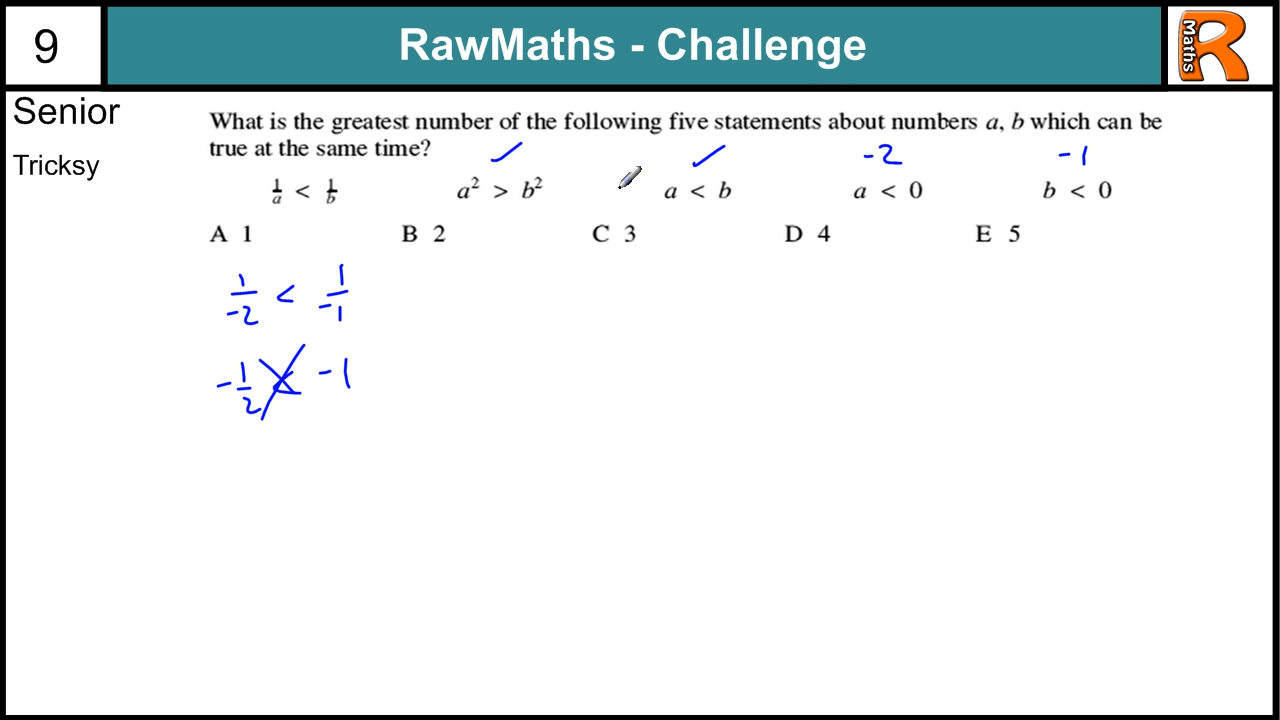 9
RawMaths - Challenge
Maths R
Senior
Tricksy
What is the greatest number of the following five statements about numbers a, b which can be
true at the same time?
✓ ✓ -2 -1
1/a < 1/b a² > b² a < b a < 0 b < 0
A 1 B 2 C 3 D 4 E 5
1/-2 < 1/-1
-1/2 < -1